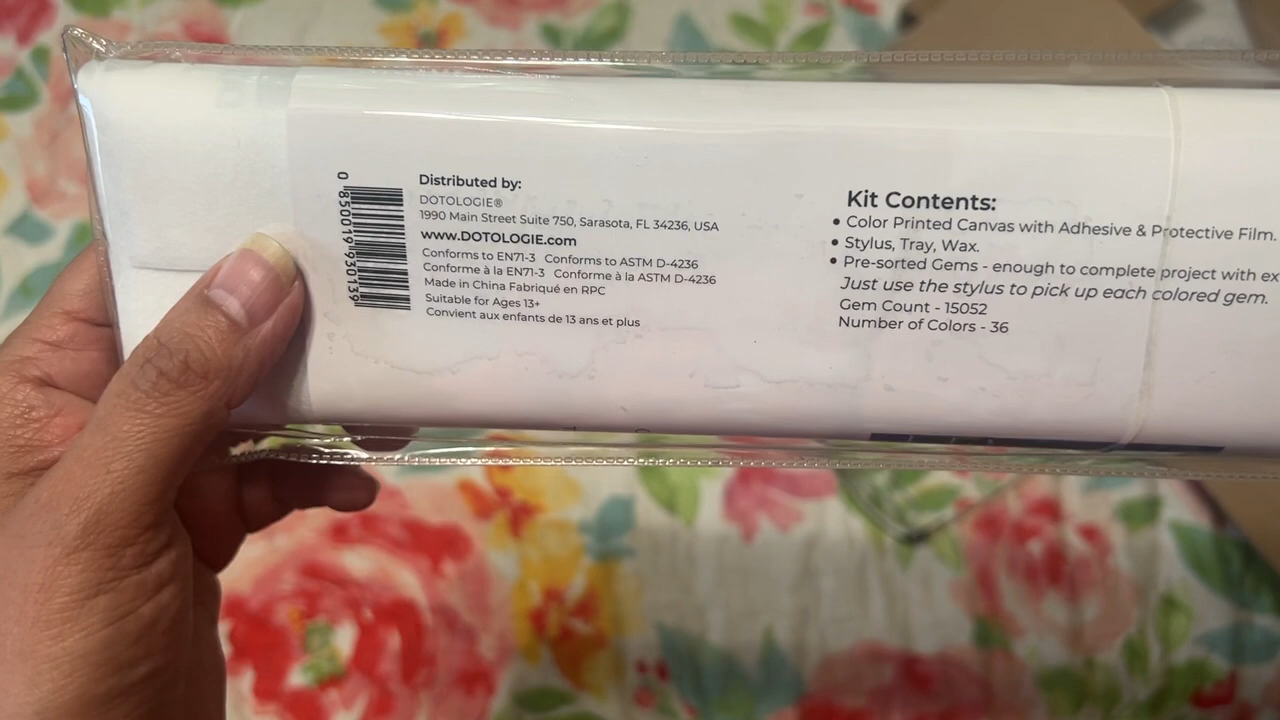 0 850019 930139
Distributed by:
DOTOLOGIE®
1990 Main Street Suite 750, Sarasota, FL 34236, USA
www.DOTOLOGIE.com
Conforms to EN71-3 Conforms to ASTM D-4236
Conforme à la EN71-3 Conforme à la ASTM D-4236
Made in China Fabriqué en RPC
Suitable for Ages 13+
Convient aux enfants de 13 ans et plus
Kit Contents:
• Color Printed Canvas with Adhesive & Protective Film.
• Stylus, Tray, Wax.
• Pre-sorted Gems - enough to complete project with ex
Just use the stylus to pick up each colored gem.
Gem Count - 15052
Number of Colors - 36